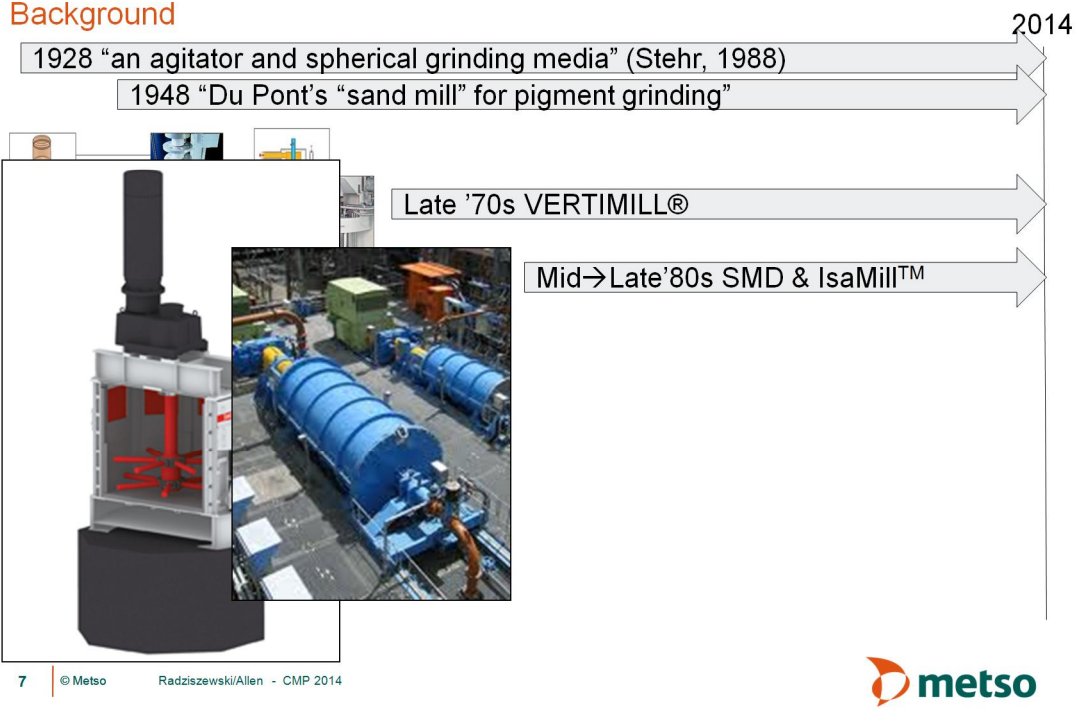 Background
2014
1928 “an agitator and spherical grinding media” (Stehr, 1988)
1948 “Du Pont’s “sand mill” for pigment grinding”
Late ’70s VERTIMILL®
Mid→Late’80s SMD & IsaMill™
7
© Metso
Radziszewski/Allen - CMP 2014
metso